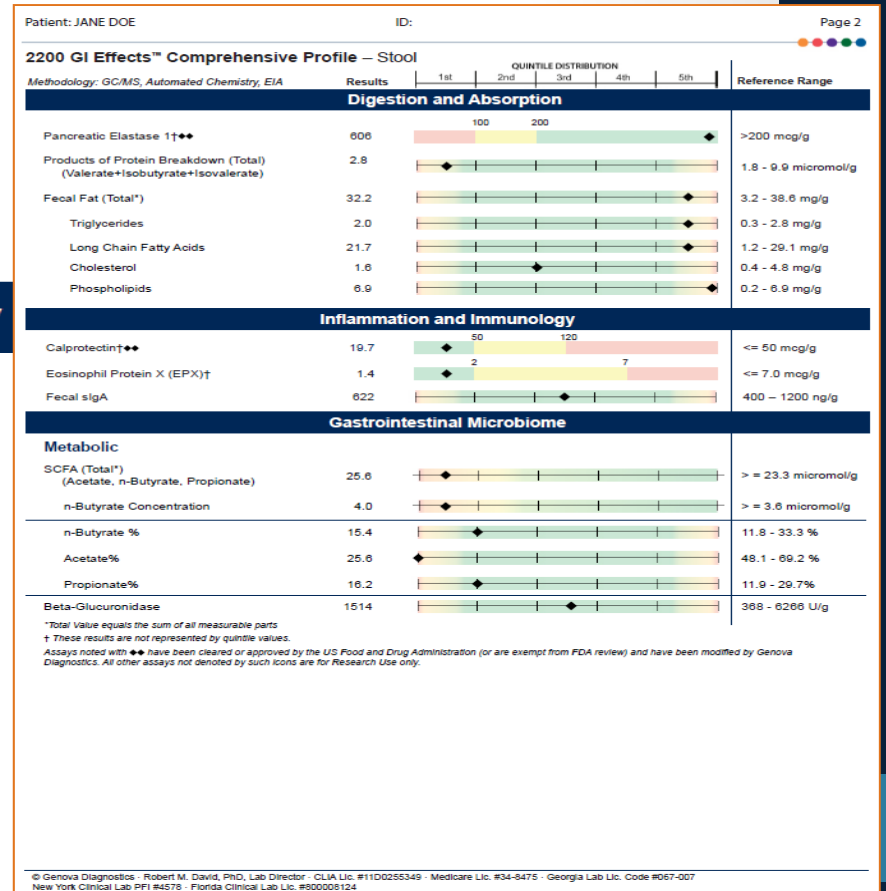 Patient: JANE DOE ID: Page 2
2200 GI Effects™ Comprehensive Profile – Stool
QUINTILE DISTRIBUTION
Methodology: GC/MS, Automated Chemistry, EIA Results 1st 2nd 3rd 4th 5th Reference Range
Digestion and Absorption
100 200
Pancreatic Elastase 1†◆◆ 606 >200 mcg/g
Products of Protein Breakdown (Total) 2.8 1.8 - 9.9 micromol/g
(Valerate+Isobutyrate+Isovalerate)
Fecal Fat (Total*) 32.2 3.2 - 38.6 mg/g
Triglycerides 2.0 0.3 - 2.8 mg/g
Long Chain Fatty Acids 21.7 1.2 - 29.1 mg/g
Cholesterol 1.6 0.4 - 4.8 mg/g
Phospholipids 6.9 0.2 - 6.9 mg/g
Inflammation and Immunology
50 120
Calprotectin†◆◆ 19.7 <= 50 mcg/g
2 7
Eosinophil Protein X (EPX)† 1.4 <= 7.0 mcg/g
Fecal sIgA 622 400 – 1200 ng/g
Gastrointestinal Microbiome
Metabolic
SCFA (Total*) 25.6 > = 23.3 micromol/g
(Acetate, n-Butyrate, Propionate)
n-Butyrate Concentration 4.0 > = 3.6 micromol/g
n-Butyrate % 15.4 11.8 - 33.3 %
Acetate% 25.6 48.1 - 69.2 %
Propionate% 16.2 11.9 - 29.7%
Beta-Glucuronidase 1514 368 - 6266 U/g
*Total Value equals the sum of all measurable parts
† These results are not represented by quintile values.
Assays noted with ◆◆ have been cleared or approved by the US Food and Drug Administration (or are exempt from FDA review) and have been modified by Genova
Diagnostics. All other assays not denoted by such icons are for Research Use only.
© Genova Diagnostics · Robert M. David, PhD, Lab Director · CLIA Lic. #11D0255349 · Medicare Lic. #34-8475 · Georgia Lab Lic. Code #067-007
New York Clinical Lab PFI #4578 · Florida Clinical Lab Lic. #800008124